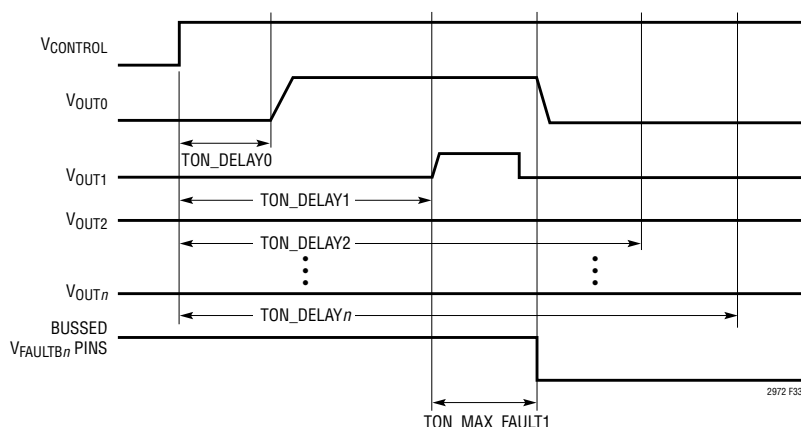 VCONTROL
VOUT0
TON_DELAY0
VOUT1
TON_DELAY1
VOUT2
TON_DELAY2
VOUTn
TON_DELAYn
BUSSED
VFAULTBn PINS
2972 F33
TON_MAX_FAULT1